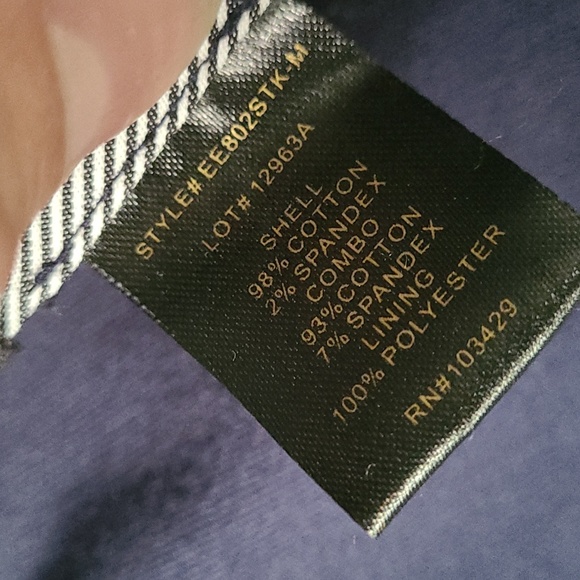 STYLE# EE802STK-M
LOT# 12963A
SHELL
98% COTTON
2% SPANDEX
COMBO
93% COTTON
7% SPANDEX
LINING
100% POLYESTER
RN#103429